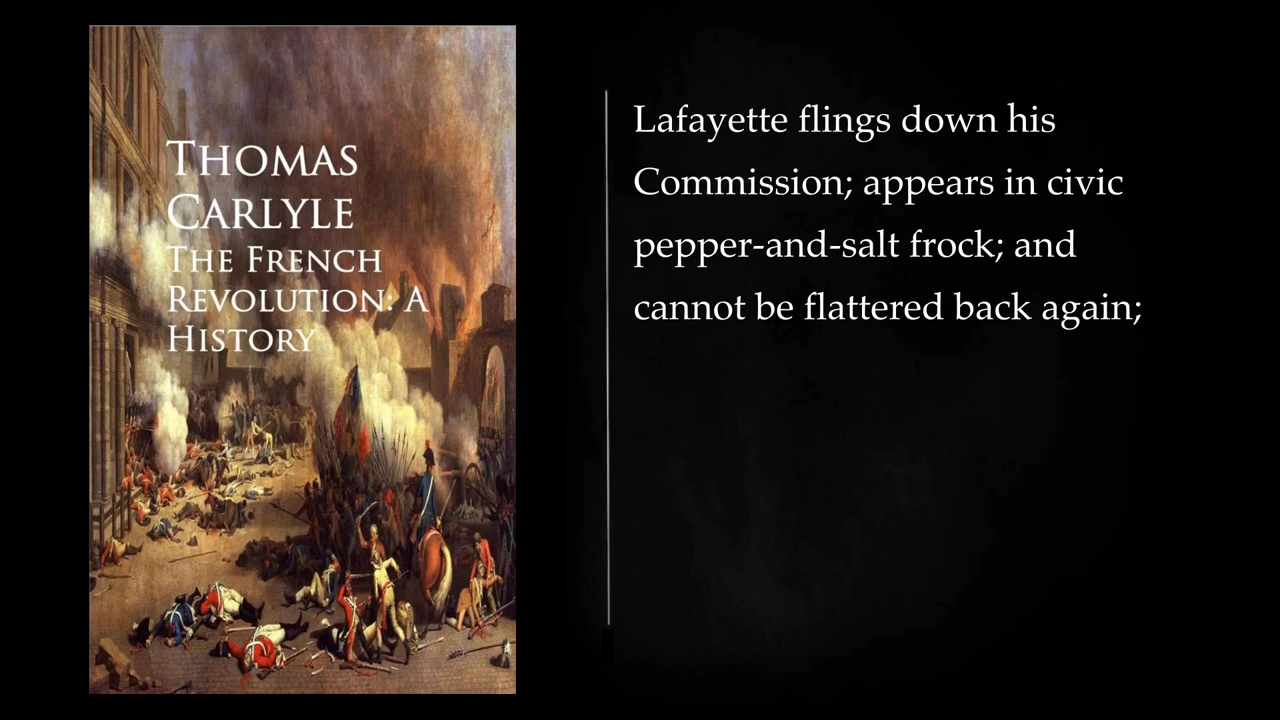 THOMAS
CARLYLE
THE FRENCH
REVOLUTION: A
HISTORY
Lafayette flings down his
Commission; appears in civic
pepper-and-salt frock; and
cannot be flattered back again;